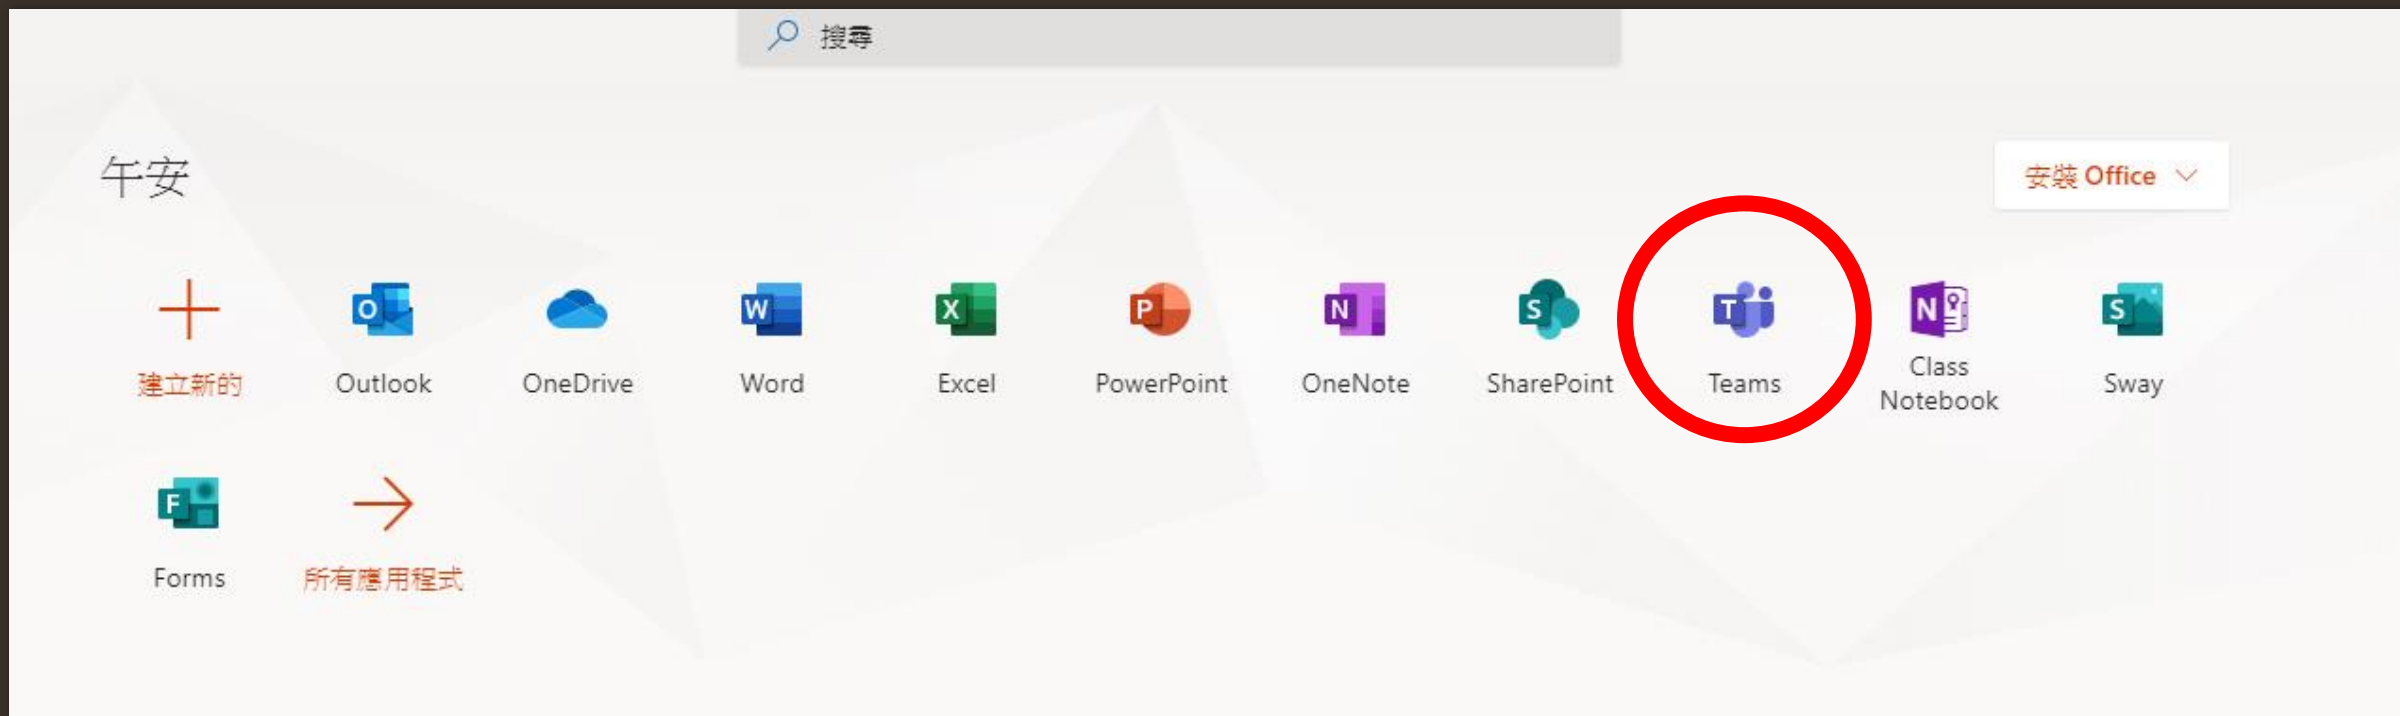 搜尋
午安
安裝 Office
建立新的
Outlook
OneDrive
Word
Excel
PowerPoint
OneNote
SharePoint
Teams
Class
Notebook
Sway
Forms
所有應用程式